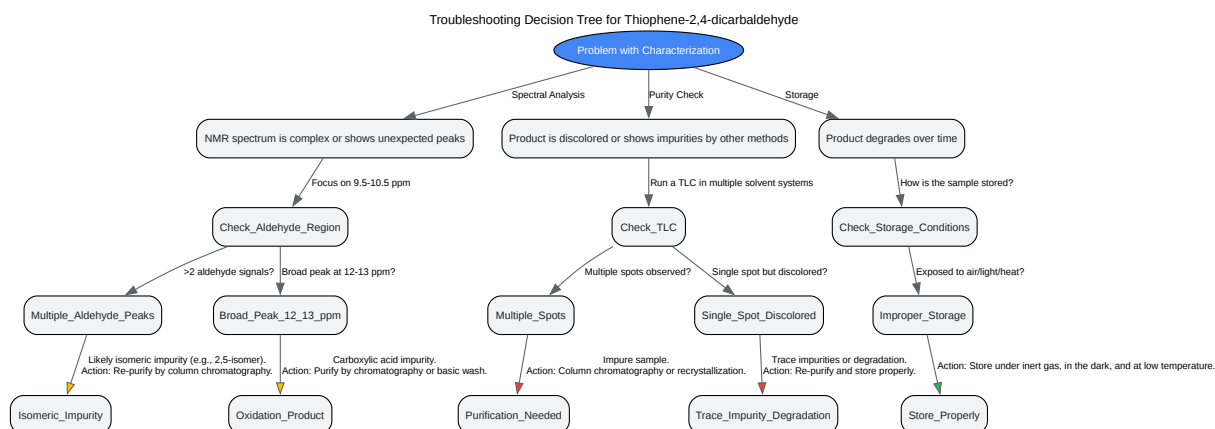 Troubleshooting Decision Tree for Thiophene-2,4-dicarbaldehyde
Problem with Characterization
Spectral Analysis
Purity Check
Storage
NMR spectrum is complex or shows unexpected peaks
Product is discolored or shows impurities by other methods
Product degrades over time
Focus on 9.5-10.5 ppm
Run a TLC in multiple solvent systems
How is the sample stored?
Check_Aldehyde_Region
Check_TLC
Check_Storage_Conditions
>2 aldehyde signals?
Broad peak at 12-13 ppm?
Multiple spots observed?
Single spot but discolored?
Exposed to air/light/heat?
Multiple_Aldehyde_Peaks
Broad_Peak_12_13_ppm
Multiple_Spots
Single_Spot_Discolored
Improper_Storage
Likely isomeric impurity (e.g., 2,5-isomer).
Action: Re-purify by column chromatography.
Carboxylic acid impurity.
Action: Purify by chromatography or basic wash.
Impure sample.
Action: Column chromatography or recrystallization.
Trace impurities or degradation.
Action: Re-purify and store properly.
Action: Store under inert gas, in the dark, and at low temperature.
Isomeric_Impurity
Oxidation_Product
Purification_Needed
Trace_Impurity_Degradation
Store_Properly